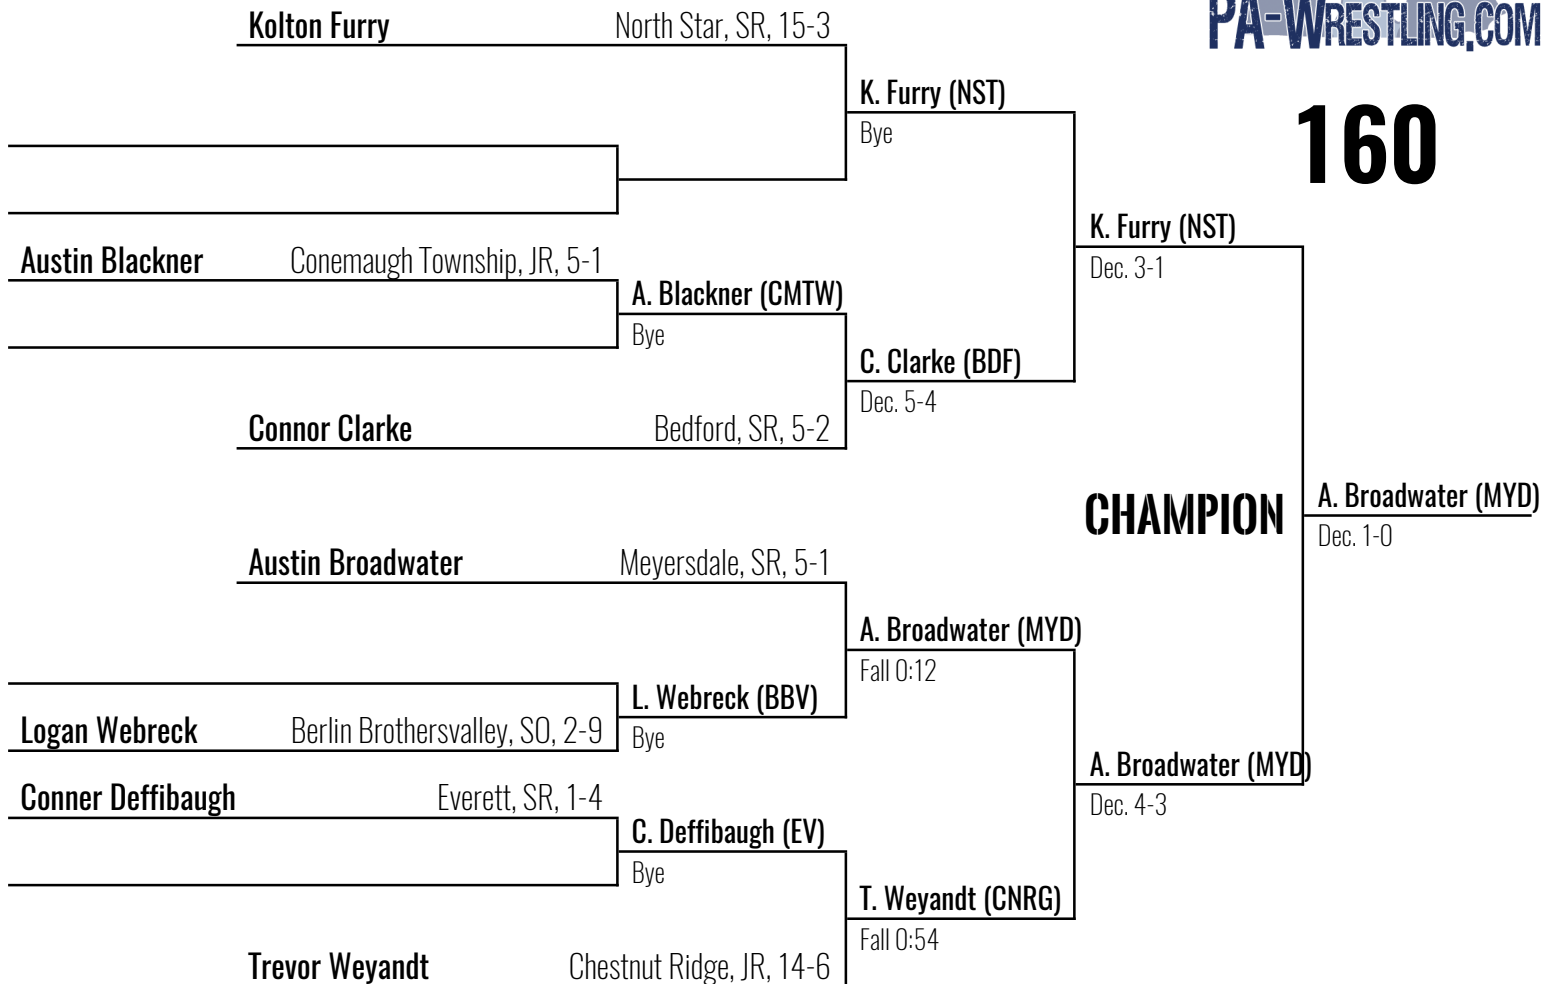 PA-WRESTLING.COM
Kolton Furry North Star, SR, 15-3
K. Furry (NST)
Bye
160
K. Furry (NST)
Dec. 3-1
Austin Blackner Conemaugh Township, JR, 5-1
A. Blackner (CMTW)
Bye
C. Clarke (BDF)
Dec. 5-4
Connor Clarke Bedford, SR, 5-2
CHAMPION
A. Broadwater (MYD)
Dec. 1-0
Austin Broadwater Meyersdale, SR, 5-1
A. Broadwater (MYD)
Fall 0:12
L. Webreck (BBV)
Bye
Logan Webreck Berlin Brothersvalley, SO, 2-9
A. Broadwater (MYD)
Dec. 4-3
Conner Deffibaugh Everett, SR, 1-4
C. Deffibaugh (EV)
Bye
T. Weyandt (CNRG)
Fall 0:54
Trevor Weyandt Chestnut Ridge, JR, 14-6